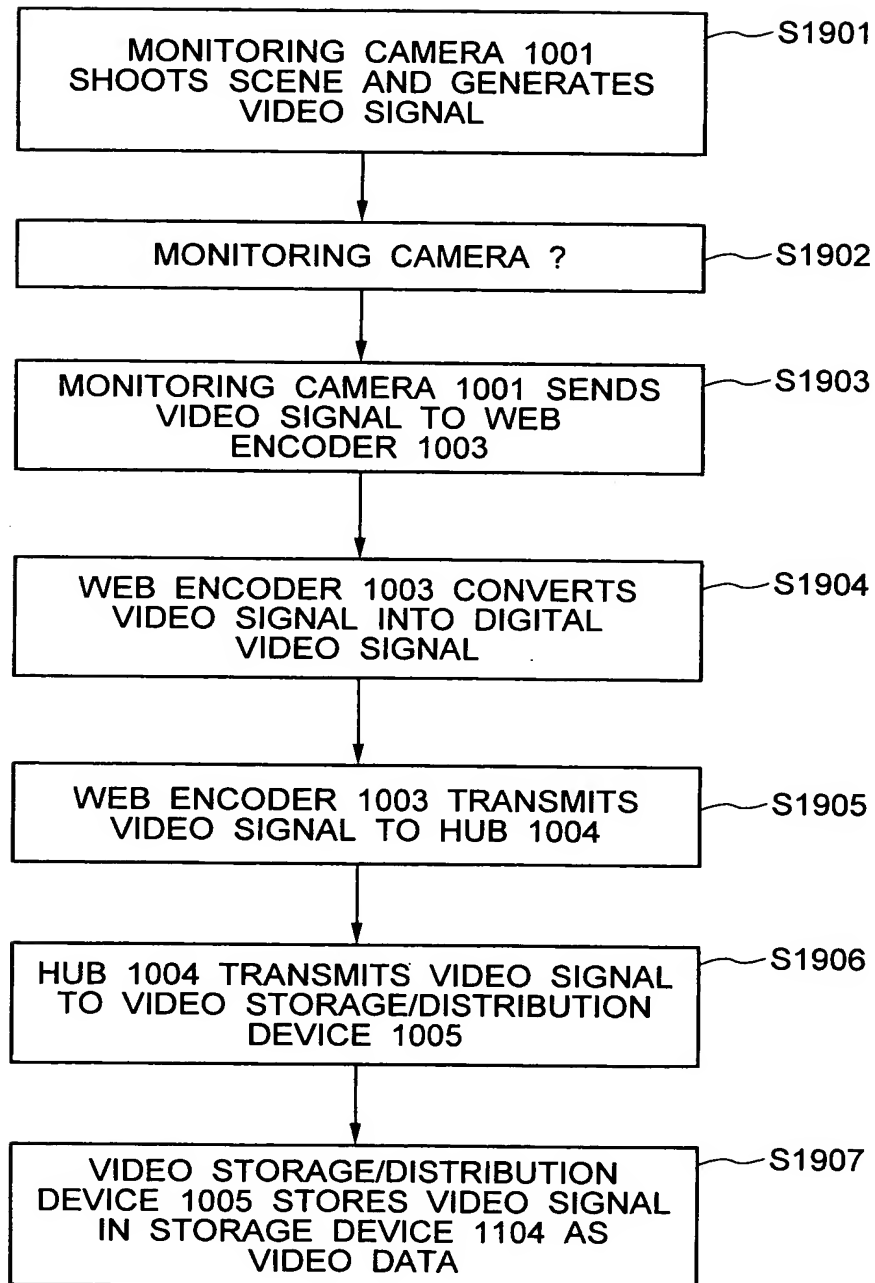 MONITORING CAMERA 1001
SHOOTS SCENE AND GENERATES
VIDEO SIGNAL
S1901
MONITORING CAMERA ?
S1902
MONITORING CAMERA 1001 SENDS
VIDEO SIGNAL TO WEB
ENCODER 1003
S1903
WEB ENCODER 1003 CONVERTS
VIDEO SIGNAL INTO DIGITAL
VIDEO SIGNAL
S1904
WEB ENCODER 1003 TRANSMITS
VIDEO SIGNAL TO HUB 1004
S1905
HUB 1004 TRANSMITS VIDEO SIGNAL
TO VIDEO STORAGE/DISTRIBUTION
DEVICE 1005
S1906
VIDEO STORAGE/DISTRIBUTION
DEVICE 1005 STORES VIDEO SIGNAL
IN STORAGE DEVICE 1104 AS
VIDEO DATA
S1907